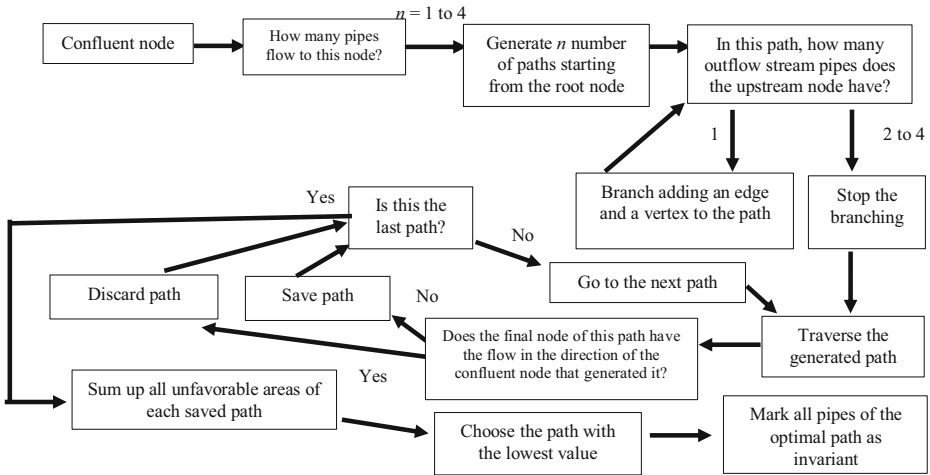 n = 1 to 4
Confluent node
How many pipes
flow to this node?
Generate n number
of paths starting
from the root node
In this path, how many
outflow stream pipes does
the upstream node have?
1
2 to 4
Branch adding an edge
and a vertex to the path
Stop the
branching
Yes
Is this the
last path?
No
Discard path
Save path
Go to the next path
No
Does the final node of this path have
the flow in the direction of the
confluent node that generated it?
Traverse the
generated path
Yes
Sum up all unfavorable areas of
each saved path
Choose the path with
the lowest value
Mark all pipes of the
optimal path as
invariant